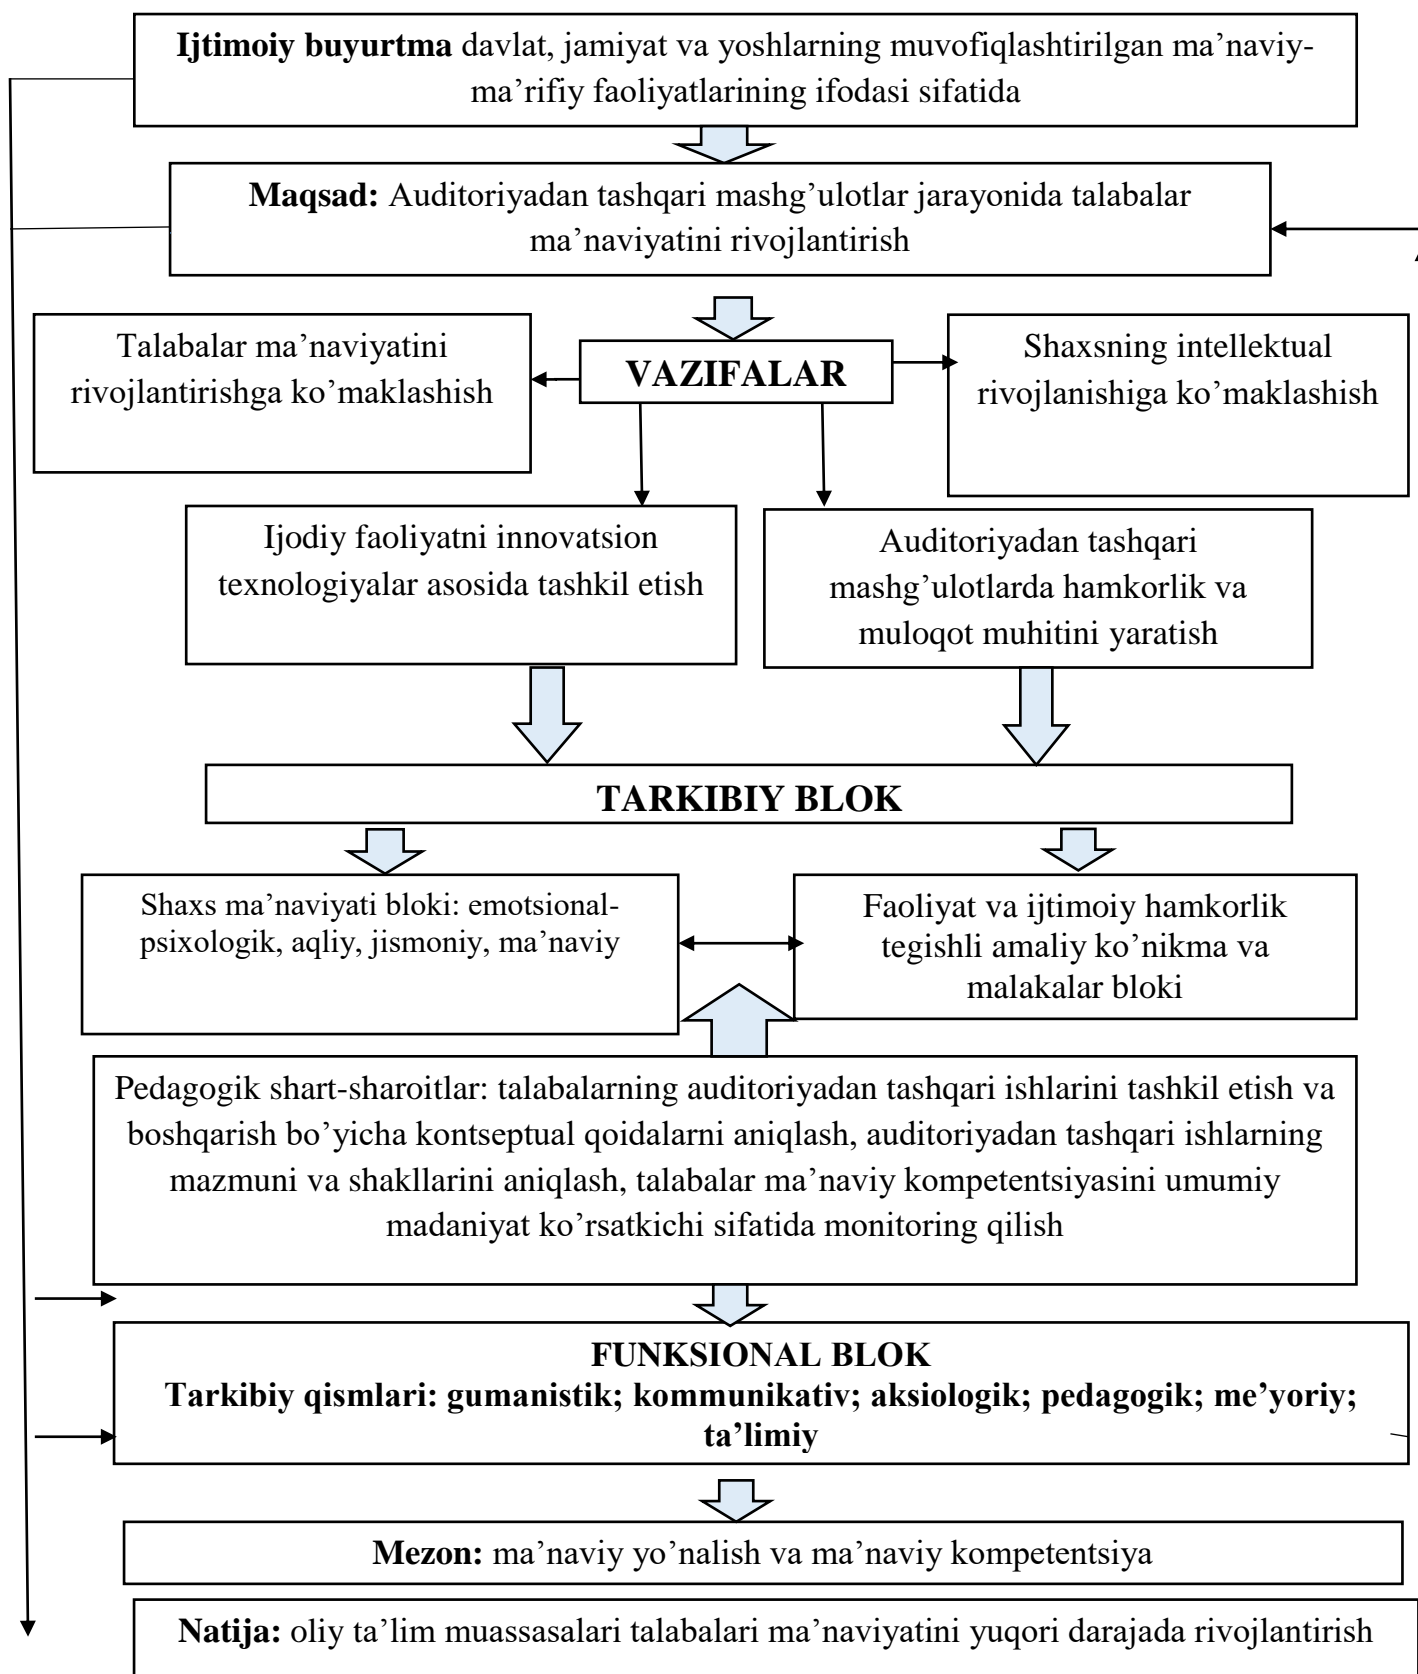 Ijtimoiy buyurtma davlat, jamiyat va yoshlarning muvofiqlashtirilgan ma’naviy-
ma’rifiy faoliyatlarining ifodasi sifatida
Maqsad: Auditoriyadan tashqari mashg’ulotlar jarayonida talabalar
ma’naviyatini rivojlantirish
Talabalar ma’naviyatini
rivojlantirishga ko’maklashish
VAZIFALAR
Shaxsning intellektual
rivojlanishiga ko’maklashish
Ijodiy faoliyatni innovatsion
texnologiyalar asosida tashkil etish
Auditoriyadan tashqari
mashg’ulotlarda hamkorlik va
muloqot muhitini yaratish
TARKIBIY BLOK
Shaxs ma’naviyati bloki: emotsional-
psixologik, aqliy, jismoniy, ma’naviy
Faoliyat va ijtimoiy hamkorlik
tegishli amaliy ko’nikma va
malakalar bloki
Pedagogik shart-sharoitlar: talabalarning auditoriyadan tashqari ishlarini tashkil etish va
boshqarish bo’yicha kontseptual qoidalarni aniqlash, auditoriyadan tashqari ishlarning
mazmuni va shakllarini aniqlash, talabalar ma’naviy kompetentsiyasini umumiy
madaniyat ko’rsatkichi sifatida monitoring qilish
FUNKSIONAL BLOK
Tarkibiy qismlari: gumanistik; kommunikativ; aksiologik; pedagogik; me’yoriy;
ta’limiy
Mezon: ma’naviy yo’nalish va ma’naviy kompetentsiya
Natija: oliy ta’lim muassasalari talabalari ma’naviyatini yuqori darajada rivojlantirish